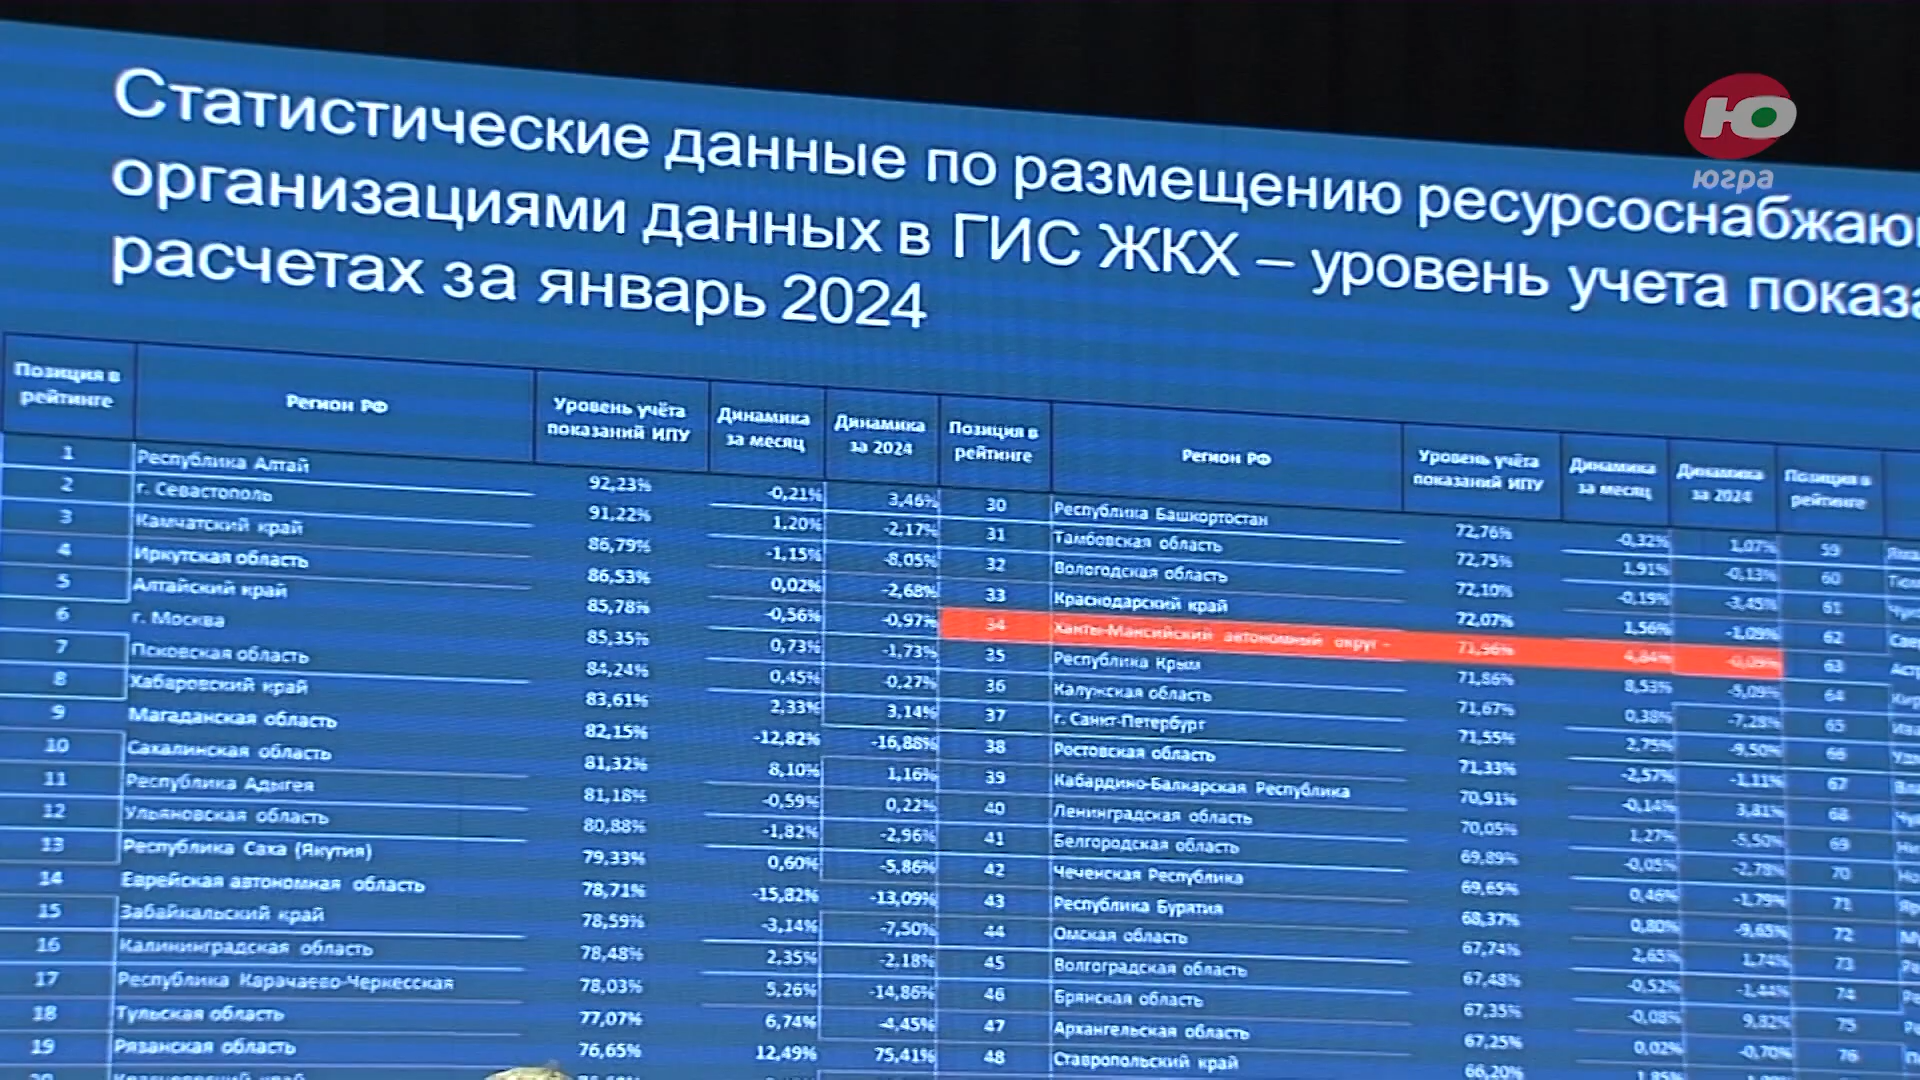 Статистические данные по размещению ресурсоснабжаю
организациями данных в ГИС ЖКХ – уровень учета показа
расчетах за январь 2024
югра
Позиция в рейтинге Регион РФ Уровень учёта показаний ИПУ Динамика за месяц Динамика за 2024 Позиция в рейтинге Регион РФ Уровень учёта показаний ИПУ Динамика за месяц Динамика за 2024 Позиция в рейтинге
1 Республика Алтай 92,23% -0,21% 3,46% 30 Республика Башкортостан 72,76% -0,32% 1,07% 59
2 г. Севастополь 91,22% 1,20% -2,17% 31 Тамбовская область 72,75% 1,91% -0,13% 60
3 Камчатский край 86,79% -1,15% -8,05% 32 Вологодская область 72,10% -0,19% -3,45% 61
4 Иркутская область 86,53% 0,02% -2,68% 33 Краснодарский край 72,07% 1,56% -1,09% 62
5 Алтайский край 85,78% -0,56% -0,97% 34 Ханты-Мансийский автономный округ - 71,96% 4,84% -0,09% 63
6 г. Москва 85,35% 0,73% -1,73% 35 Республика Крым 71,86% 8,53% -5,09% 64
7 Псковская область 84,24% 0,45% -0,27% 36 Калужская область 71,67% 0,38% -7,28% 65
8 Хабаровский край 83,61% 2,33% 3,14% 37 г. Санкт-Петербург 71,55% 2,75% -9,50% 66
9 Магаданская область 82,15% -12,82% -16,88% 38 Ростовская область 71,33% -2,57% -1,11% 67
10 Сахалинская область 81,32% 8,10% 1,16% 39 Кабардино-Балкарская Республика 70,91% -0,14% 3,81% 68
11 Республика Адыгея 81,18% -0,59% 0,22% 40 Ленинградская область 70,05% 1,27% -5,50% 69
12 Ульяновская область 80,88% -1,82% -2,96% 41 Белгородская область 69,89% -0,05% -2,78% 70
13 Республика Саха (Якутия) 79,33% 0,60% -5,86% 42 Чеченская Республика 69,65% 0,46% -1,79% 71
14 Еврейская автономная область 78,71% -15,82% -13,09% 43 Республика Бурятия 68,37% 0,80% -9,65% 72
15 Забайкальский край 78,59% -3,14% -7,50% 44 Омская область 67,74% 2,65% 1,74% 73
16 Калининградская область 78,48% 2,35% -2,18% 45 Волгоградская область 67,48% -0,52% -1,44% 74
17 Республика Карачаево-Черкесская 78,03% 5,26% -14,86% 46 Брянская область 67,35% -0,08% 9,82% 75
18 Тульская область 77,07% 6,74% -4,45% 47 Архангельская область 67,25% 0,02% -0,70% 76
19 Рязанская область 76,65% 12,49% 75,41% 48 Ставропольский край 66,20%
20